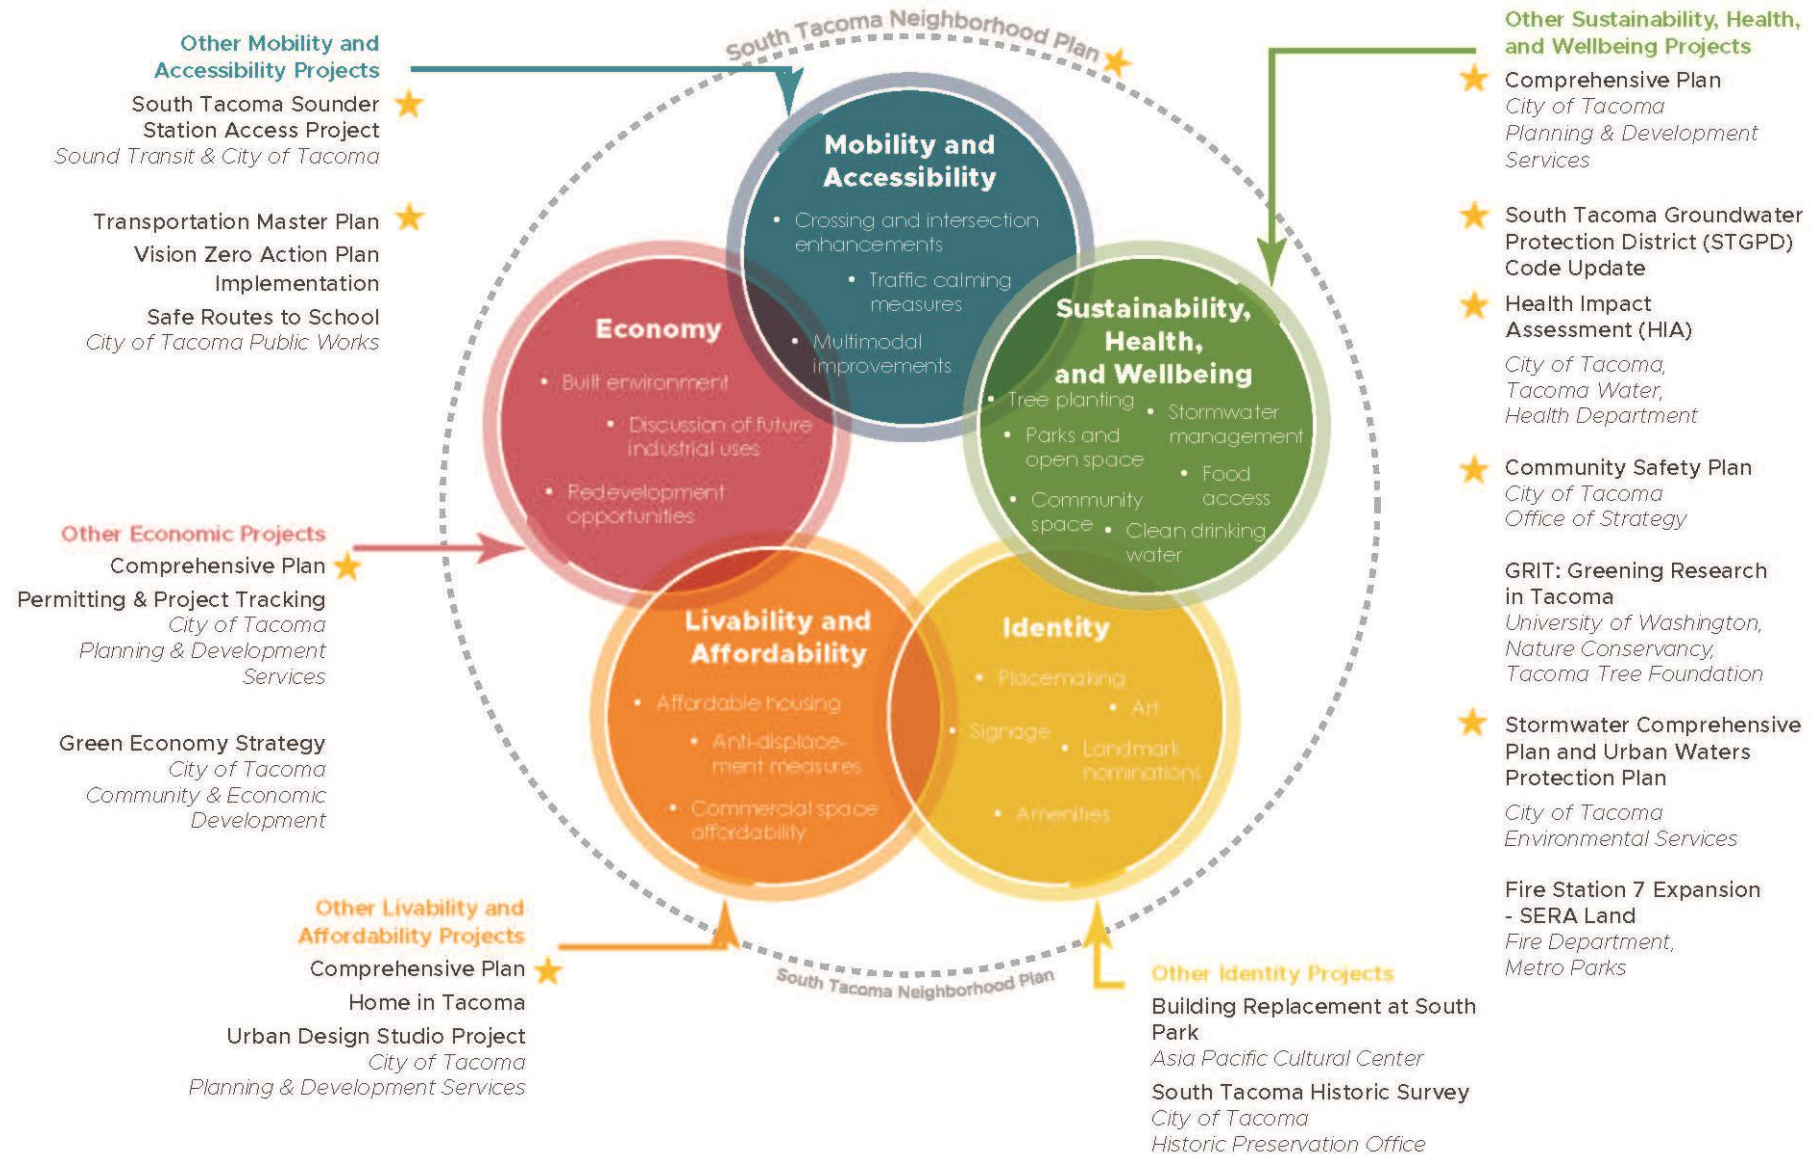 South Tacoma Neighborhood Plan
Other Mobility and
Accessibility Projects
South Tacoma Sounder
Station Access Project
Sound Transit & City of Tacoma
Transportation Master Plan
Vision Zero Action Plan
Implementation
Safe Routes to School
City of Tacoma Public Works
Mobility and
Accessibility
• Crossing and intersection
enhancements
• Traffic calming
measures
• Multimodal
improvements
Other Sustainability, Health,
and Wellbeing Projects
Comprehensive Plan
City of Tacoma
Planning & Development
Services
South Tacoma Groundwater
Protection District (STGPD)
Code Update
Health Impact
Assessment (HIA)
City of Tacoma,
Tacoma Water,
Health Department
Community Safety Plan
City of Tacoma
Office of Strategy
GRIT: Greening Research
in Tacoma
University of Washington,
Nature Conservancy,
Tacoma Tree Foundation
Stormwater Comprehensive
Plan and Urban Waters
Protection Plan
City of Tacoma
Environmental Services
Fire Station 7 Expansion
- SERA Land
Fire Department,
Metro Parks
Sustainability,
Health,
and Wellbeing
• Tree planting
• Stormwater
management
• Parks and
open space
• Food
access
• Community
space
• Clean drinking
water
Economy
• Built environment
• Discussion of future
industrial uses
• Redevelopment
opportunities
Other Economic Projects
Comprehensive Plan
Permitting & Project Tracking
City of Tacoma
Planning & Development
Services
Green Economy Strategy
City of Tacoma
Community & Economic
Development
Livability and
Affordability
• Affordable housing
• Anti-displace-
ment measures
• Commercial space
affordability
Identity
• Placemaking
• Art
• Signage
• Landmark
nominations
• Amenities
Other Livability and
Affordability Projects
Comprehensive Plan
Home in Tacoma
Urban Design Studio Project
City of Tacoma
Planning & Development Services
South Tacoma Neighborhood Plan
Other Identity Projects
Building Replacement at South
Park
Asia Pacific Cultural Center
South Tacoma Historic Survey
City of Tacoma
Historic Preservation Office